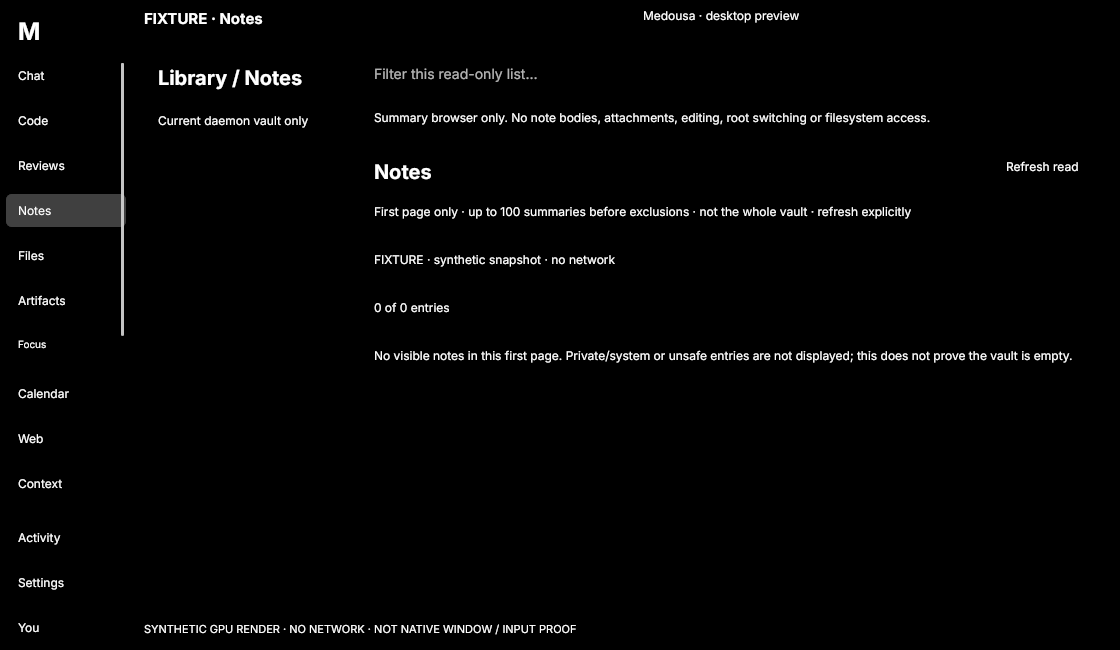 M
FIXTURE · Notes
Medousa · desktop preview
Chat
Code
Reviews
Notes
Files
Artifacts
Focus
Calendar
Web
Context
Activity
Settings
You
Library / Notes
Current daemon vault only
Filter this read-only list...
Summary browser only. No note bodies, attachments, editing, root switching or filesystem access.
Notes
Refresh read
First page only · up to 100 summaries before exclusions · not the whole vault · refresh explicitly
FIXTURE · synthetic snapshot · no network
0 of 0 entries
No visible notes in this first page. Private/system or unsafe entries are not displayed; this does not prove the vault is empty.
SYNTHETIC GPU RENDER · NO NETWORK · NOT NATIVE WINDOW / INPUT PROOF